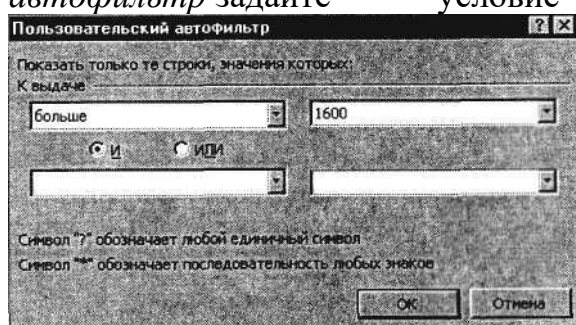 автофильтр задайте условие
Пользовательский автофильтр
Показать только те строки, значения которых:
К выдаче
больше 1600
И ИЛИ
Символ "?" обозначает любой единичный символ
Символ "*" обозначает последовательность любых знаков
ОК Отмена